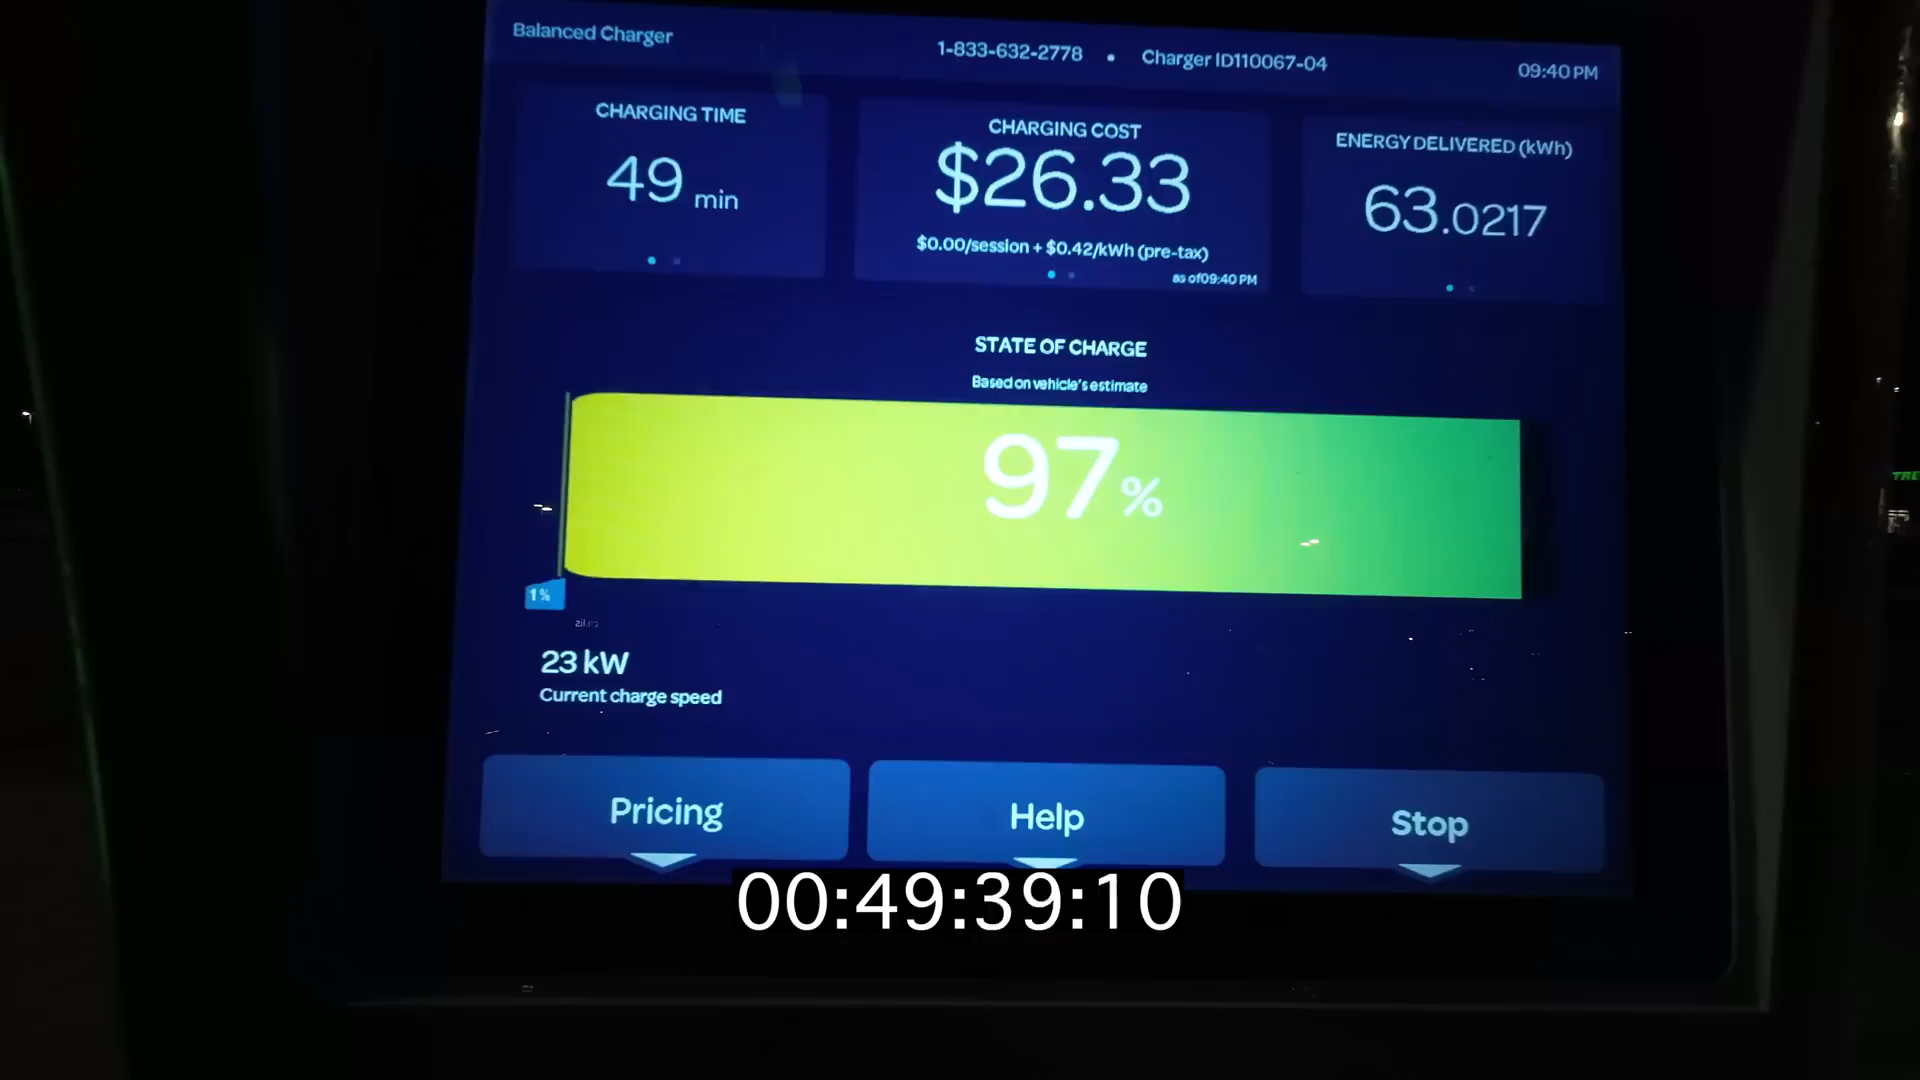 Balanced Charger
1-833-632-2778 • Charger ID110067-04
09:40 PM
CHARGING TIME
49 min
CHARGING COST
$26.33
$0.00/session + $0.42/kWh (pre-tax)
as of09:40 PM
ENERGY DELIVERED (kWh)
63.0217
STATE OF CHARGE
Based on vehicle's estimate
97%
1%
23 kW
Current charge speed
Pricing
Help
Stop
00:49:39:10